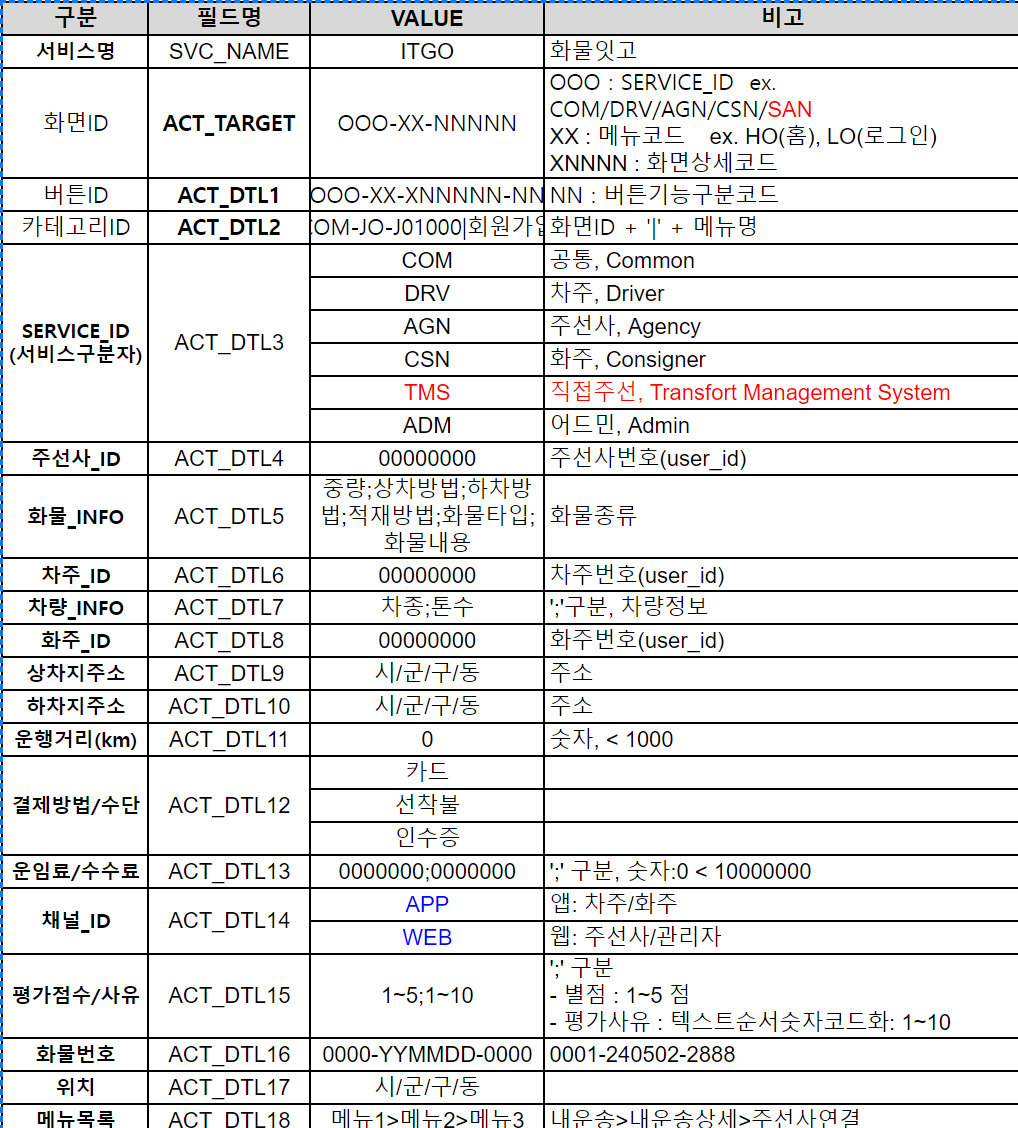 구분 필드명 VALUE 비고
서비스명 SVC_NAME ITGO 화물잇고
화면ID ACT_TARGET OOO-XX-NNNNN
OOO : SERVICE_ID ex.
COM/DRV/AGN/CSN/SAN
XX : 메뉴코드 ex. HO(홈), LO(로그인)
XNNNN : 화면상세코드
버튼ID ACT_DTL1 OOO-XX-XNNNNN-NN NN : 버튼기능구분코드
카테고리ID ACT_DTL2 COM-JO-J01000|회원가입 화면ID + '|' + 메뉴명
SERVICE_ID
(서비스구분자)
ACT_DTL3
COM 공통, Common
DRV 차주, Driver
AGN 주선사, Agency
CSN 화주, Consigner
TMS 직접주선, Transfort Management System
ADM 어드민, Admin
주선사_ID ACT_DTL4 00000000 주선사번호(user_id)
화물_INFO ACT_DTL5
중량;상차방법;하차방
법;적재방법;화물타입;
화물내용
화물종류
차주_ID ACT_DTL6 00000000 차주번호(user_id)
차량_INFO ACT_DTL7 차종;톤수 ';'구분, 차량정보
화주_ID ACT_DTL8 00000000 화주번호(user_id)
상차지주소 ACT_DTL9 시/군/구/동 주소
하차지주소 ACT_DTL10 시/군/구/동 주소
운행거리(km) ACT_DTL11 0 숫자, < 1000
결제방법/수단 ACT_DTL12
카드
선착불
인수증
운임료/수수료 ACT_DTL13 0000000;0000000 ';' 구분, 숫자:0 < 10000000
채널_ID ACT_DTL14
APP 앱: 차주/화주
WEB 웹: 주선사/관리자
평가점수/사유 ACT_DTL15 1~5;1~10
';' 구분
- 별점 : 1~5 점
- 평가사유 : 텍스트순서숫자코드화: 1~10
화물번호 ACT_DTL16 0000-YYMMDD-0000 0001-240502-2888
위치 ACT_DTL17 시/군/구/동
메뉴목록 ACT_DTL18 메뉴1>메뉴2>메뉴3 내운송>내운송상세>주선사연결